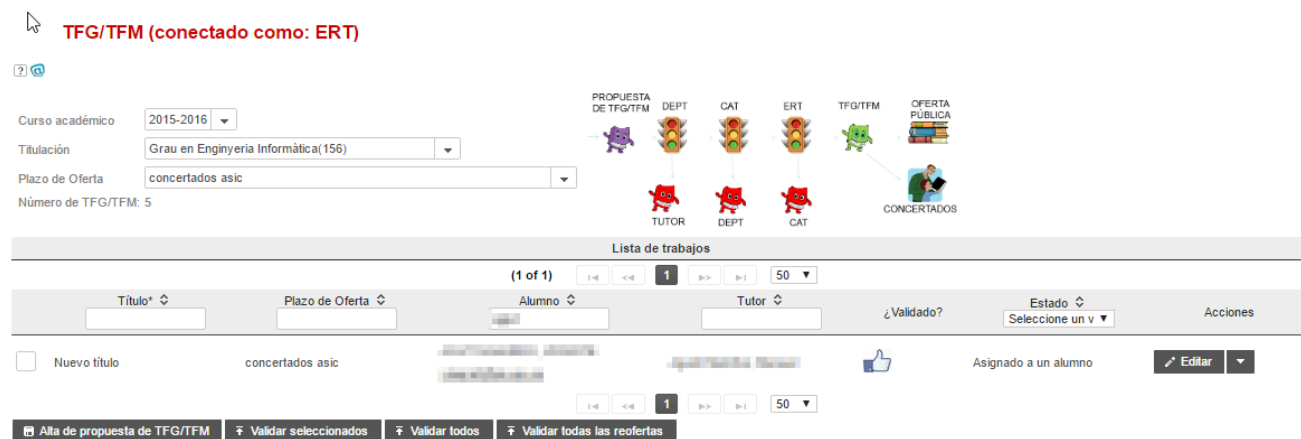 TFG/TFM (conectado como: ERT)
?
Curso académico 2015-2016
Titulación Grau en Enginyeria Informàtica(156)
Plazo de Oferta concertados asic
Número de TFG/TFM: 5
PROPUESTA
DE TFG/TFM
DEPT
CAT
ERT
TFG/TFM
OFERTA
PÚBLICA
TUTOR
DEPT
CAT
CONCERTADOS
Lista de trabajos
(1 of 1) 1 50
Título* Plazo de Oferta Alumno Tutor ¿Validado? Estado Acciones
Seleccione un v
Nuevo título concertados asic Asignado a un alumno Editar
1 50
Alta de propuesta de TFG/TFM Validar seleccionados Validar todos Validar todas las reofertas